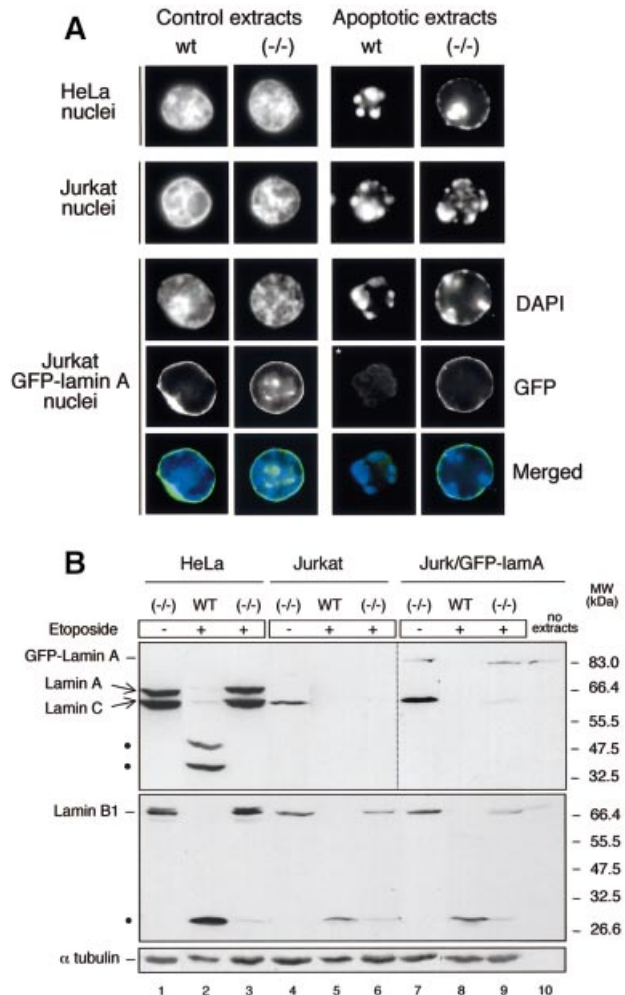 A
Control extracts Apoptotic extracts
wt (-/-) wt (-/-)
HeLa
nuclei
Jurkat
nuclei
Jurkat
GFP-lamin A
nuclei
DAPI
*
GFP
Merged
B
HeLa Jurkat Jurk/GFP-lamA
MW
(kDa)
(-/-) WT (-/-) (-/-) WT (-/-) (-/-) WT (-/-) no
extracts
Etoposide - + + - + + - + +
GFP-Lamin A – – 83.0
Lamin A – 66.4
Lamin C
– 55.5
• – 47.5
• – 32.5
Lamin B1 – – 66.4
– 55.5
– 47.5
– 32.5
• – 26.6
α tubulin –
1 2 3 4 5 6 7 8 9 10